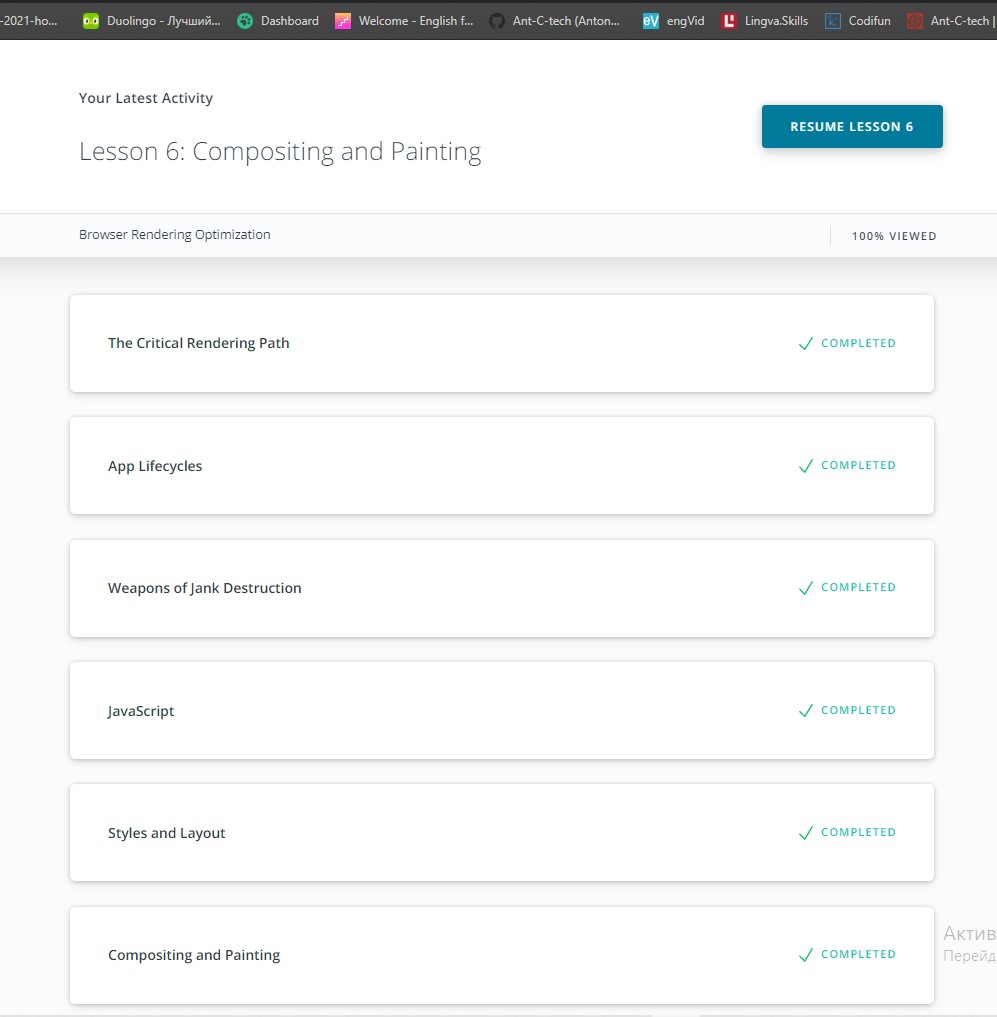 -2021-ho...
Duolingo - Лучший...
Dashboard
Welcome - English f...
Ant-C-tech (Anton...
eV engVid
L Lingva.Skills
Codifun
Ant-C-tech |
Your Latest Activity
Lesson 6: Compositing and Painting
RESUME LESSON 6
Browser Rendering Optimization
100% VIEWED
The Critical Rendering Path
COMPLETED
App Lifecycles
COMPLETED
Weapons of Jank Destruction
COMPLETED
JavaScript
COMPLETED
Styles and Layout
COMPLETED
Compositing and Painting
COMPLETED
Актив
Перейд